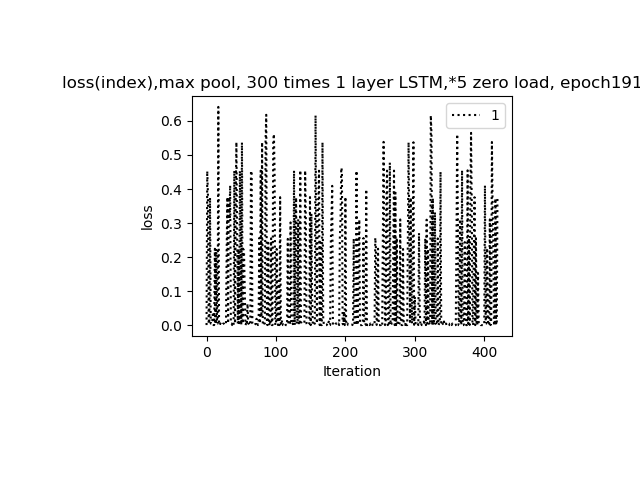 loss(index),max pool, 300 times 1 layer LSTM,*5 zero load, epoch191
1
0.6
0.5
0.4
0.3
0.2
0.1
0.0
loss
0 100 200 300 400
Iteration